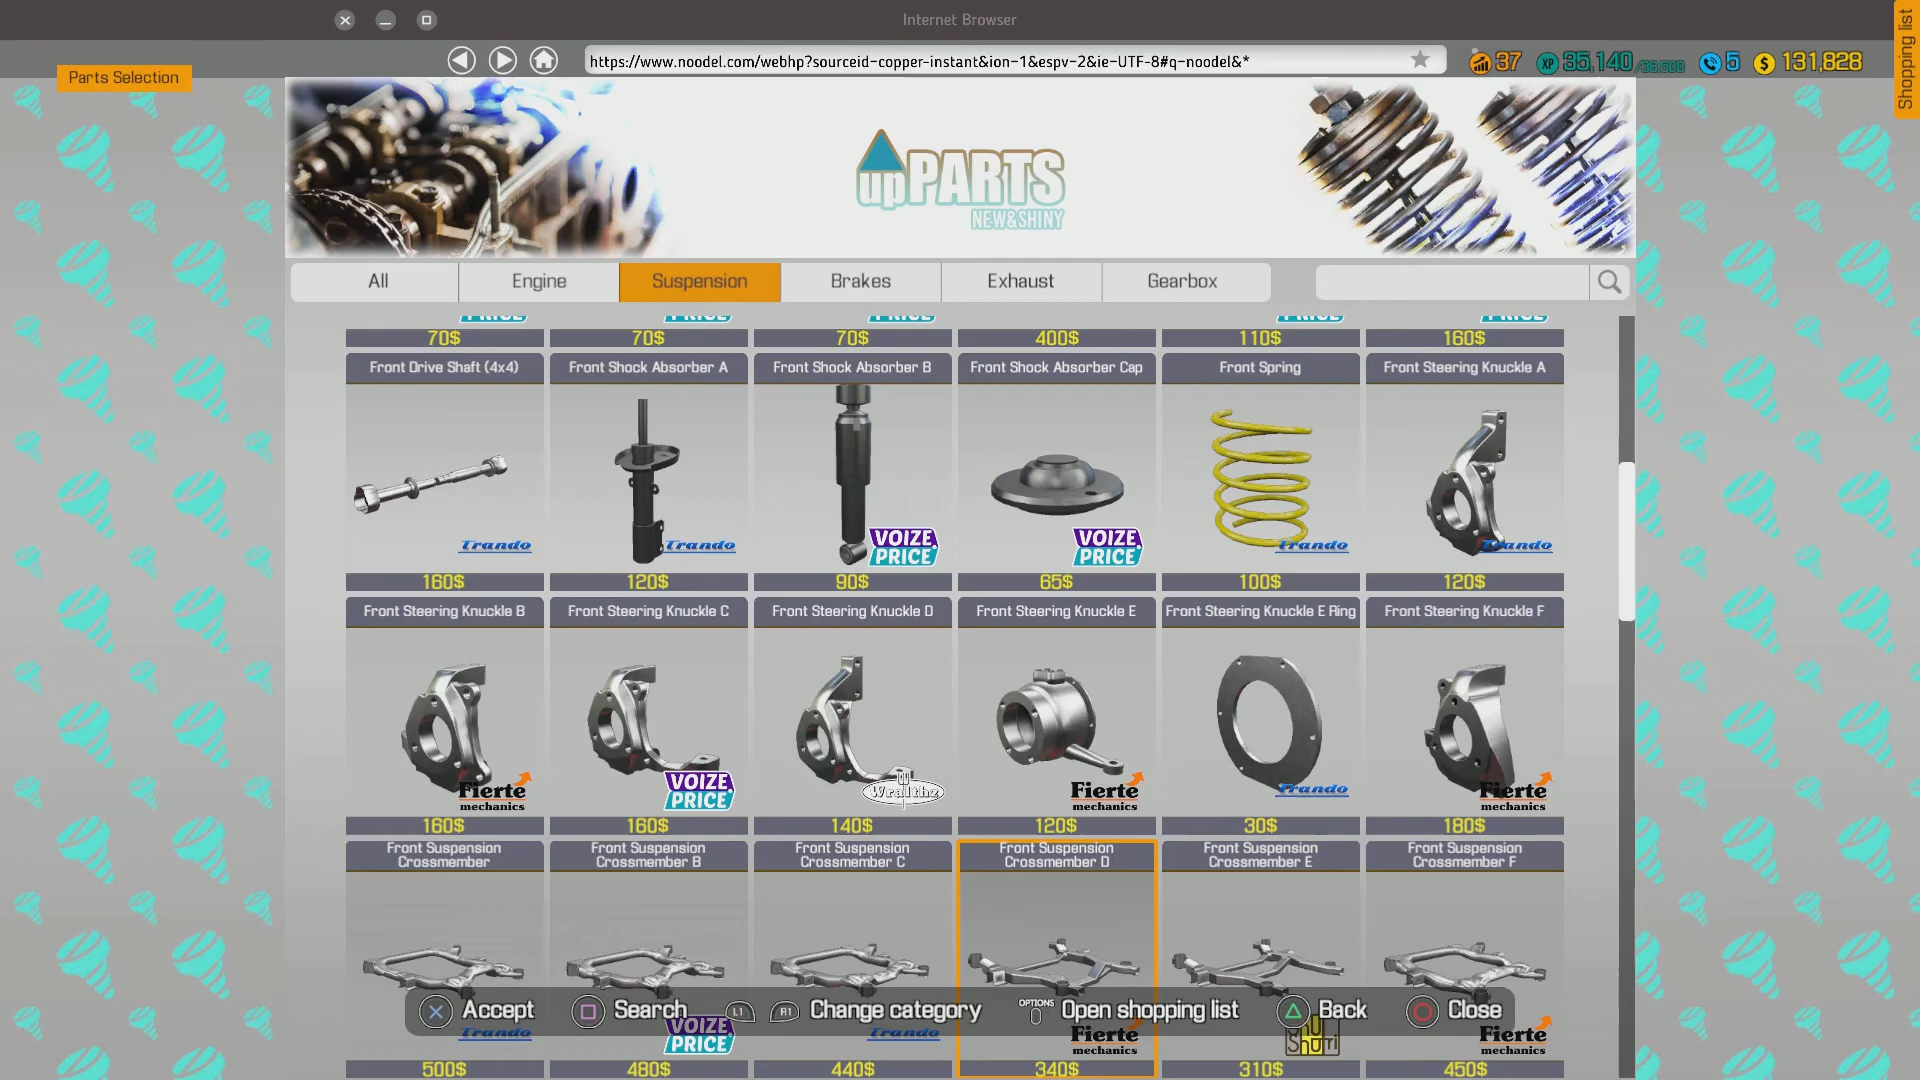 Internet Browser
Shopping list
Parts Selection
https://www.noodel.com/webhp?sourceid-copper-instant&ion-1&espv-2&ie-UTF-8#q-noodel&*
37
XP 35,140
5
$ 131,828
upPARTS
NEW&SHINY
All
Engine
Suspension
Brakes
Exhaust
Gearbox
70$
70$
70$
400$
110$
160$
Front Drive Shaft (4x4)
Front Shock Absorber A
Front Shock Absorber B
Front Shock Absorber Cap
Front Spring
Front Steering Knuckle A
Trando
Trando
VOIZE
PRICE
VOIZE
PRICE
Trando
Trando
160$
120$
90$
65$
100$
120$
Front Steering Knuckle B
Front Steering Knuckle C
Front Steering Knuckle D
Front Steering Knuckle E
Front Steering Knuckle E Ring
Front Steering Knuckle F
Fierte
mechanics
VOIZE
PRICE
Wralthz
Fierte
mechanics
Trando
Fierte
mechanics
160$
160$
140$
120$
30$
180$
Front Suspension
Crossmember
Front Suspension
Crossmember B
Front Suspension
Crossmember C
Front Suspension
Crossmember D
Front Suspension
Crossmember E
Front Suspension
Crossmember F
Accept
Search
L1
R1
Change category
OPTIONS
Open shopping list
Back
Close
Trando
VOIZE
PRICE
Trando
Fierte
mechanics
Fierte
mechanics
500$
480$
440$
340$
310$
450$